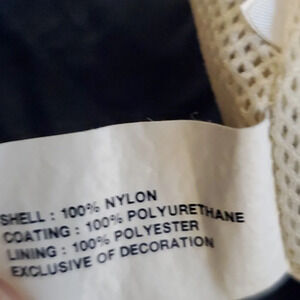 SHELL : 100% NYLON
COATING : 100% POLYURETHANE
LINING : 100% POLYESTER
EXCLUSIVE OF DECORATION